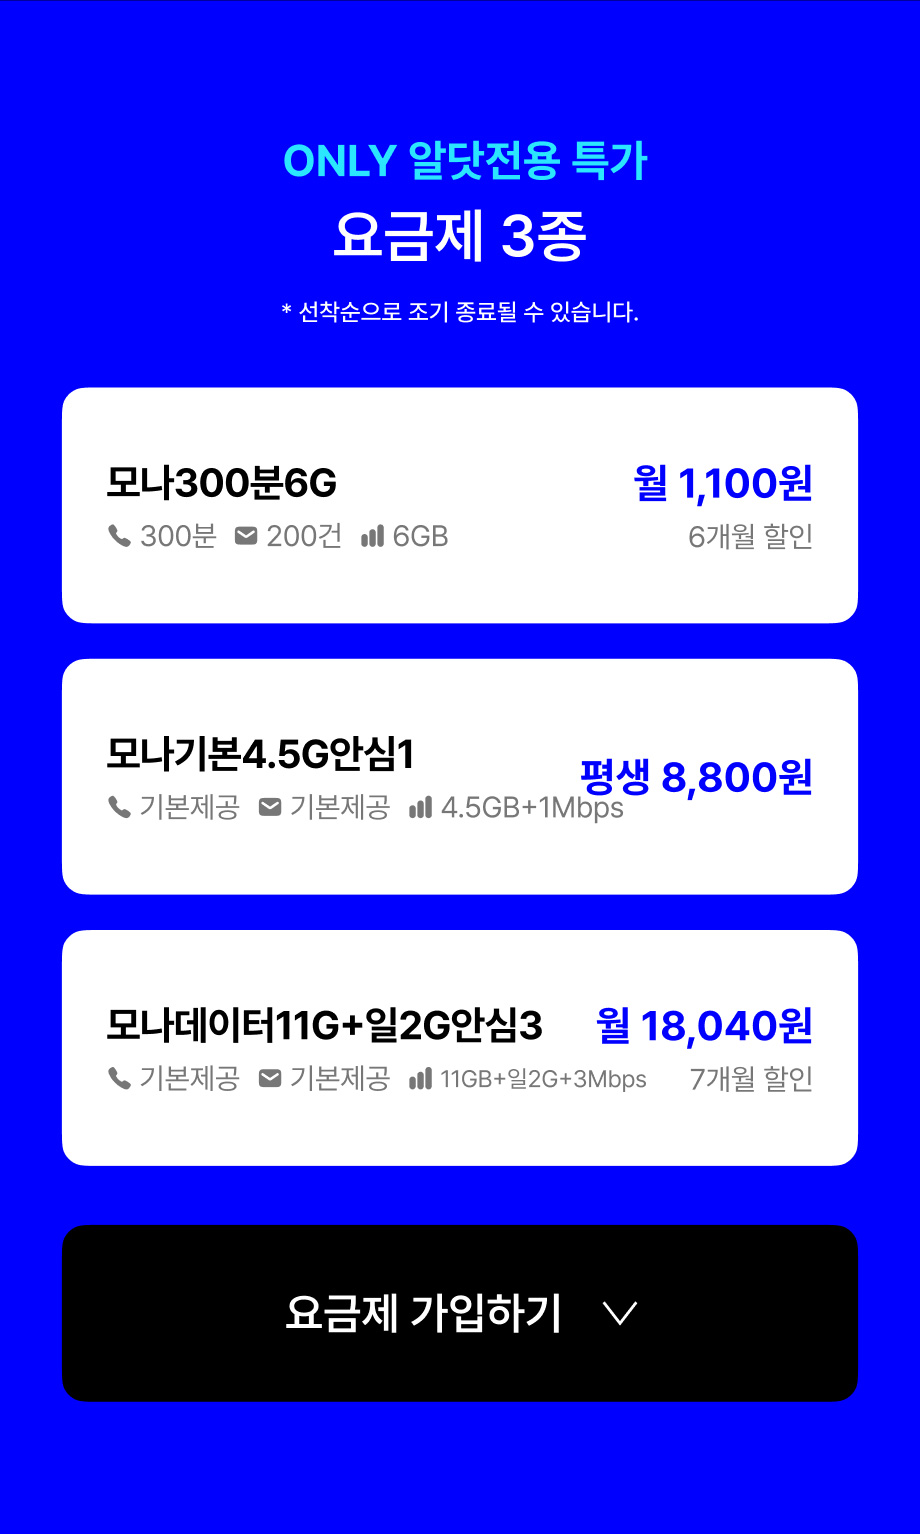 ONLY 알닷전용 특가
요금제 3종
* 선착순으로 조기 종료될 수 있습니다.
모나300분6G
월 1,100원
300분 200건 6GB
6개월 할인
모나기본4.5G안심1
평생 8,800원
기본제공 기본제공 4.5GB+1Mbps
모나데이터11G+일2G안심3
월 18,040원
기본제공 기본제공 11GB+일2G+3Mbps
7개월 할인
요금제 가입하기